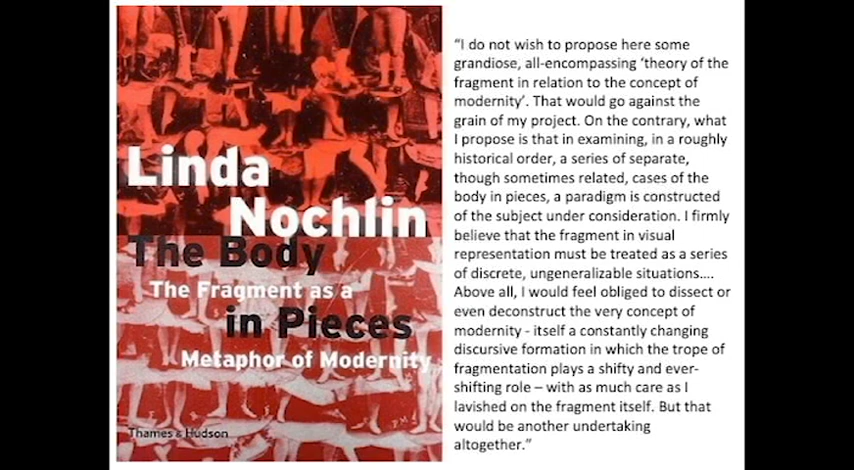 Linda
Nochlin
The Body
The Fragment as a
in Pieces
Metaphor of Modernity
Thames & Hudson
“I do not wish to propose here some
grandiose, all-encompassing ‘theory of the
fragment in relation to the concept of
modernity’. That would go against the
grain of my project. On the contrary, what
I propose is that in examining, in a roughly
historical order, a series of separate,
though sometimes related, cases of the
body in pieces, a paradigm is constructed
of the subject under consideration. I firmly
believe that the fragment in visual
representation must be treated as a series
of discrete, ungeneralizable situations....
Above all, I would feel obliged to dissect or
even deconstruct the very concept of
modernity - itself a constantly changing
discursive formation in which the trope of
fragmentation plays a shifty and ever-
shifting role – with as much care as I
lavished on the fragment itself. But that
would be another undertaking
altogether.”